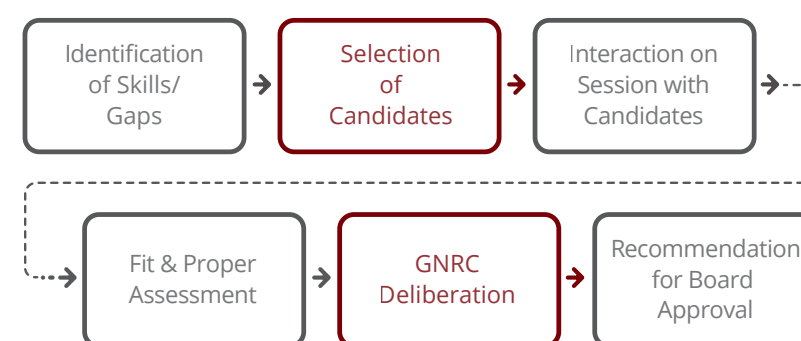 Identification
of Skills/
Gaps
Selection
of
Candidates
Interaction on
Session with
Candidates
Fit & Proper
Assessment
GNRC
Deliberation
Recommendation
for Board
Approval